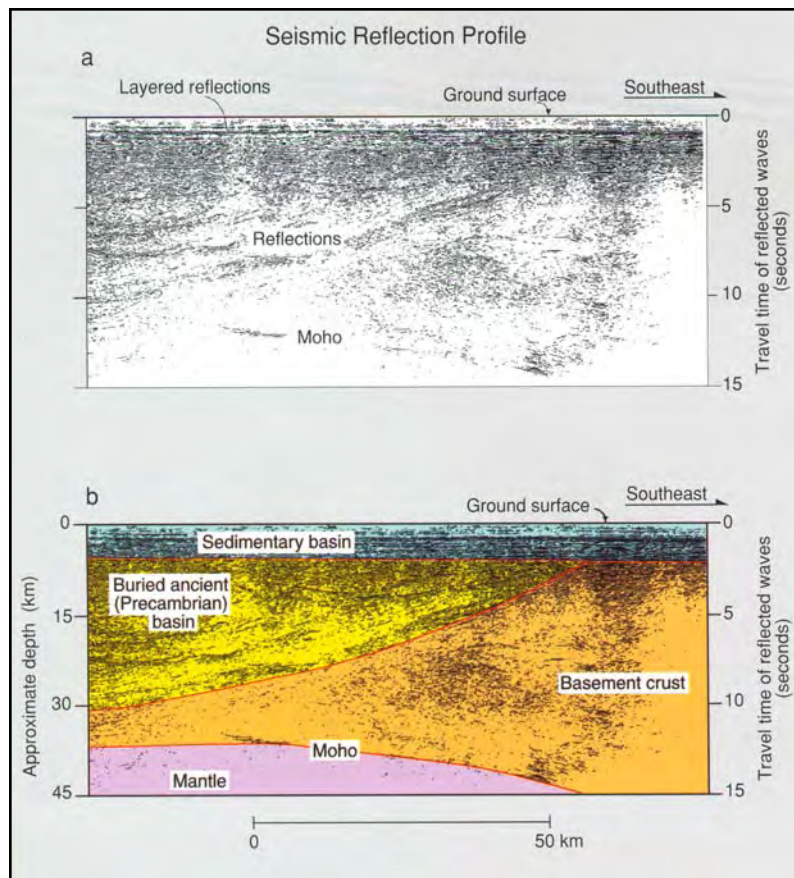 Seismic Reflection Profile
a
Layered reflections
Ground surface
Southeast
0
5
10
15
Travel time of reflected waves
(seconds)
Reflections
Moho
b
Ground surface
Southeast
0
15
30
45
Approximate depth (km)
0
5
10
15
Travel time of reflected waves
(seconds)
Sedimentary basin
Buried ancient
(Precambrian)
basin
Basement crust
Moho
Mantle
0
50 km